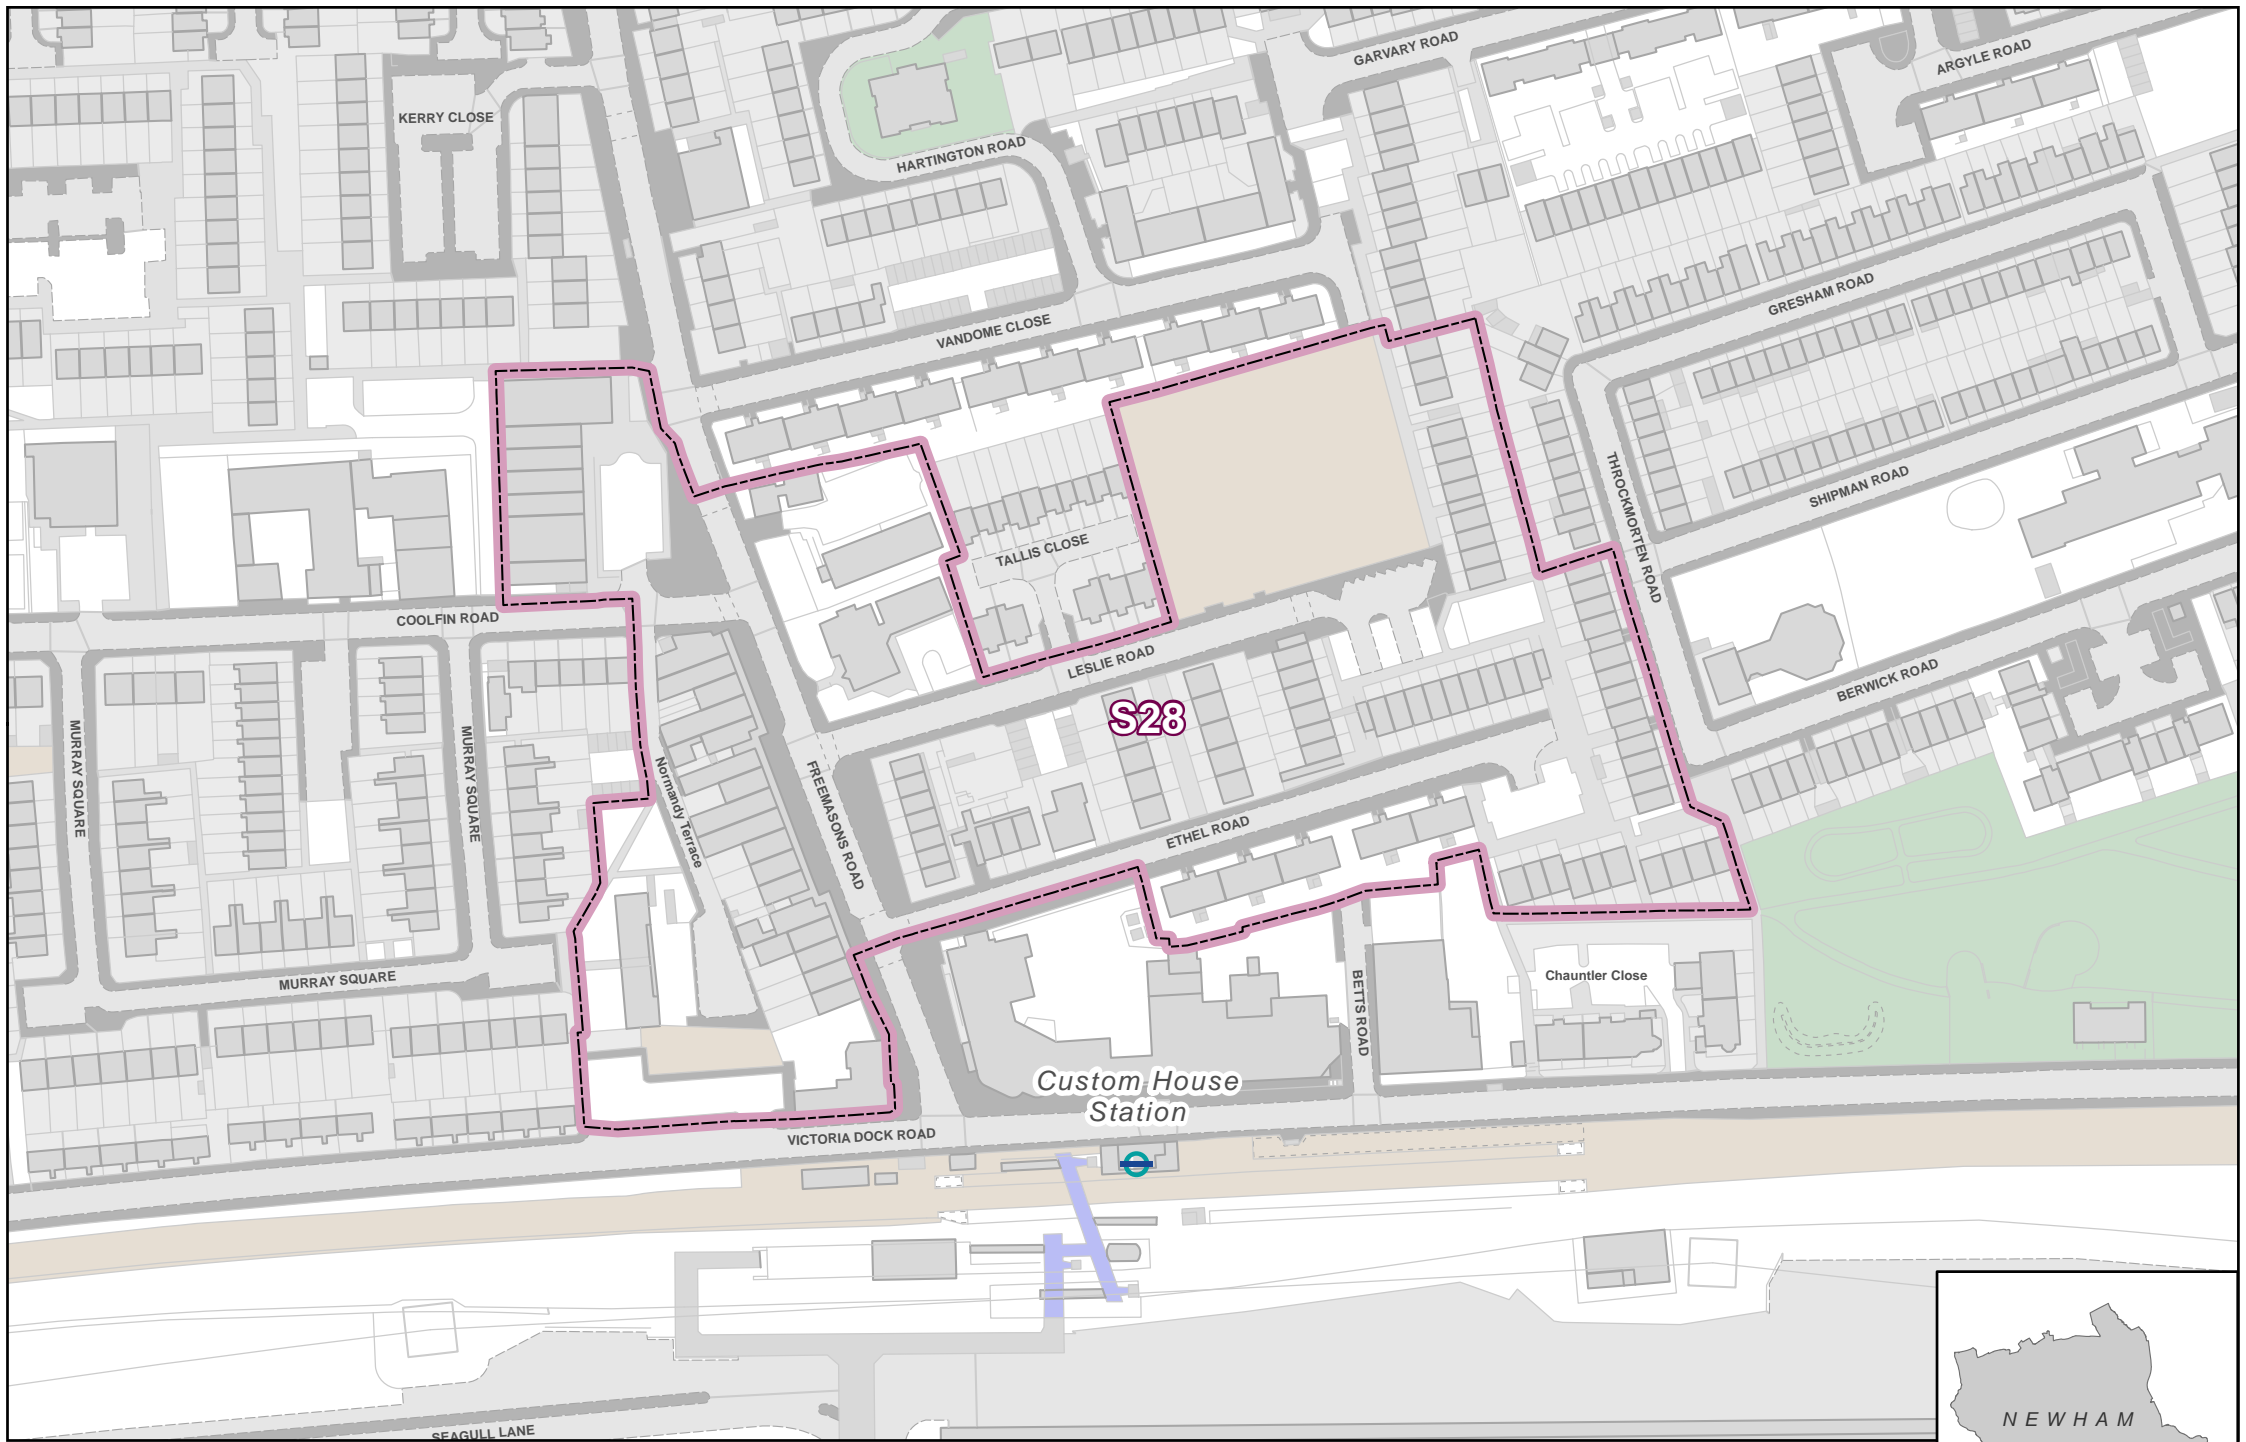 GARVARY ROAD
ARGYLE ROAD
KERRY CLOSE
HARTINGTON ROAD
GRESHAM ROAD
VANDOME CLOSE
THROCKMORTEN ROAD
SHIPMAN ROAD
TALLIS CLOSE
COOLFIN ROAD
LESLIE ROAD
BERWICK ROAD
S28
MURRAY SQUARE
MURRAY SQUARE
Normandy Terrace
FREEMASONS ROAD
ETHEL ROAD
MURRAY SQUARE
BETTS ROAD
Chauntler Close
Custom House
Station
VICTORIA DOCK ROAD
SEAGULL LANE
NEWHAM